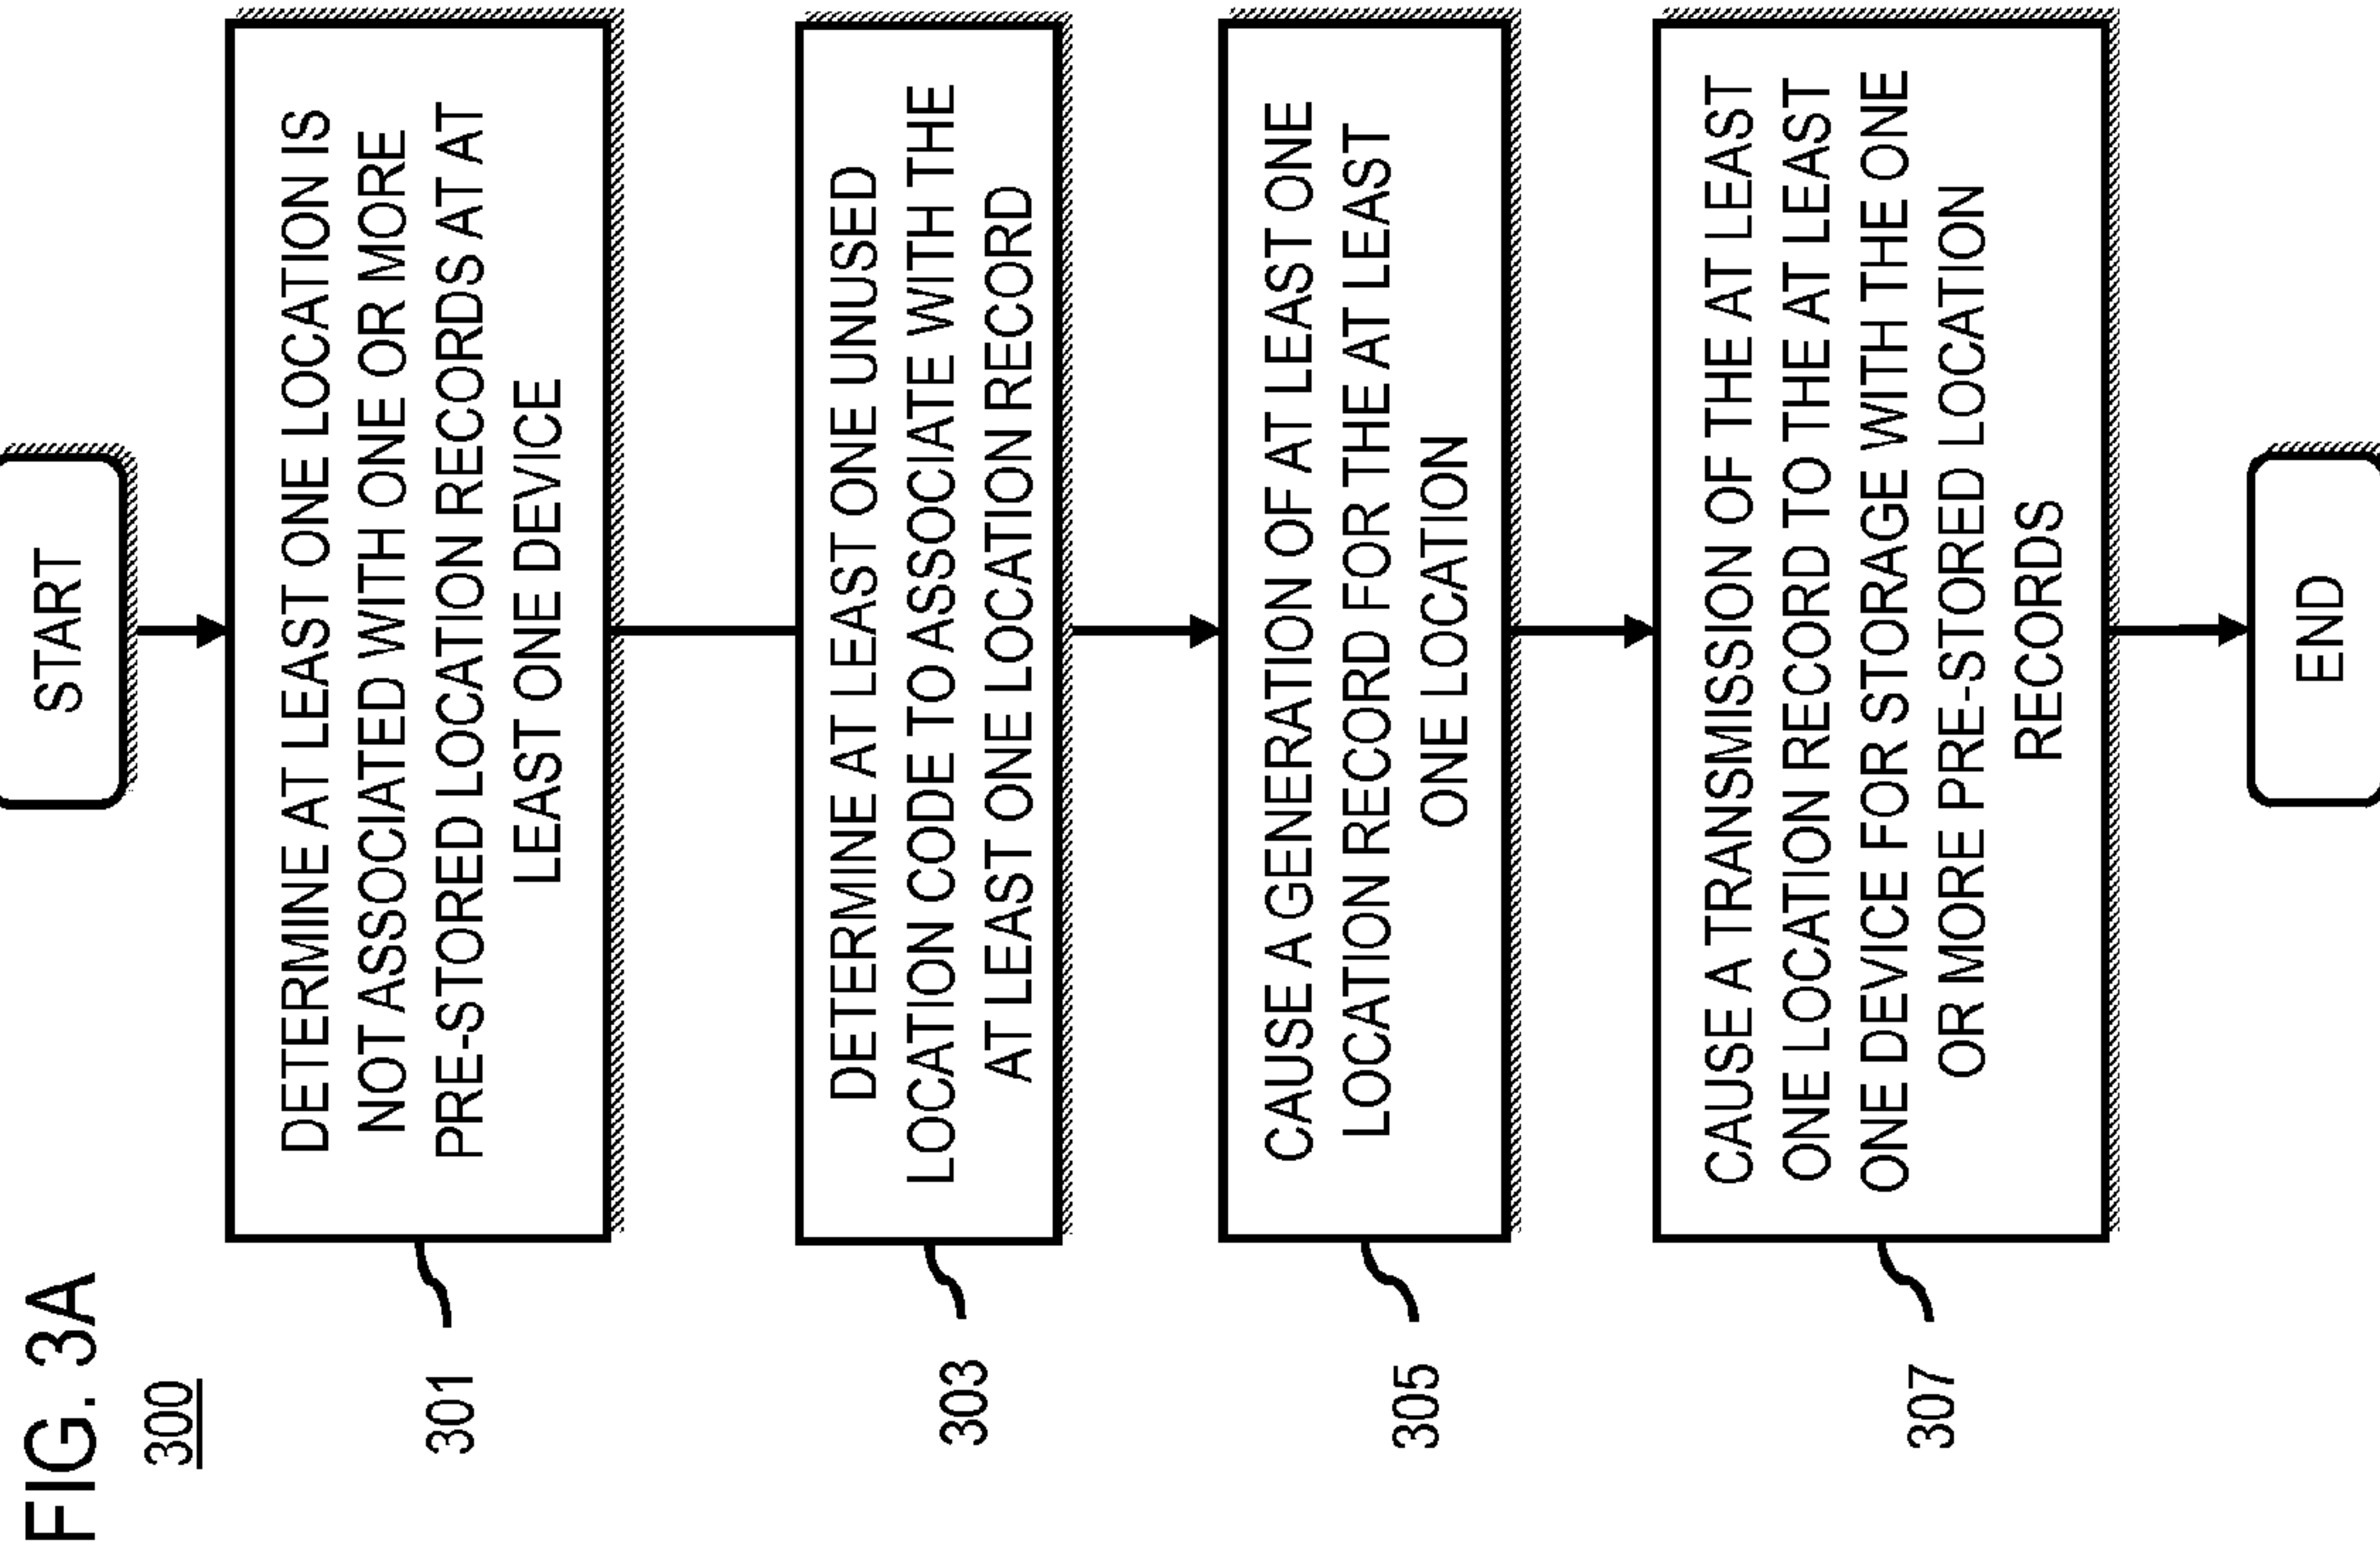 FIG. 3A
300
START
301
DETERMINE AT LEAST ONE LOCATION IS
NOT ASSOCIATED WITH ONE OR MORE
PRE-STORED LOCATION RECORDS AT AT
LEAST ONE DEVICE
303
DETERMINE AT LEAST ONE UNUSED
LOCATION CODE TO ASSOCIATE WITH THE
AT LEAST ONE LOCATION RECORD
305
CAUSE A GENERATION OF AT LEAST ONE
LOCATION RECORD FOR THE AT LEAST
ONE LOCATION
307
CAUSE A TRANSMISSION OF THE AT LEAST
ONE LOCATION RECORD TO THE AT LEAST
ONE DEVICE FOR STORAGE WITH THE ONE
OR MORE PRE-STORED LOCATION
RECORDS
END